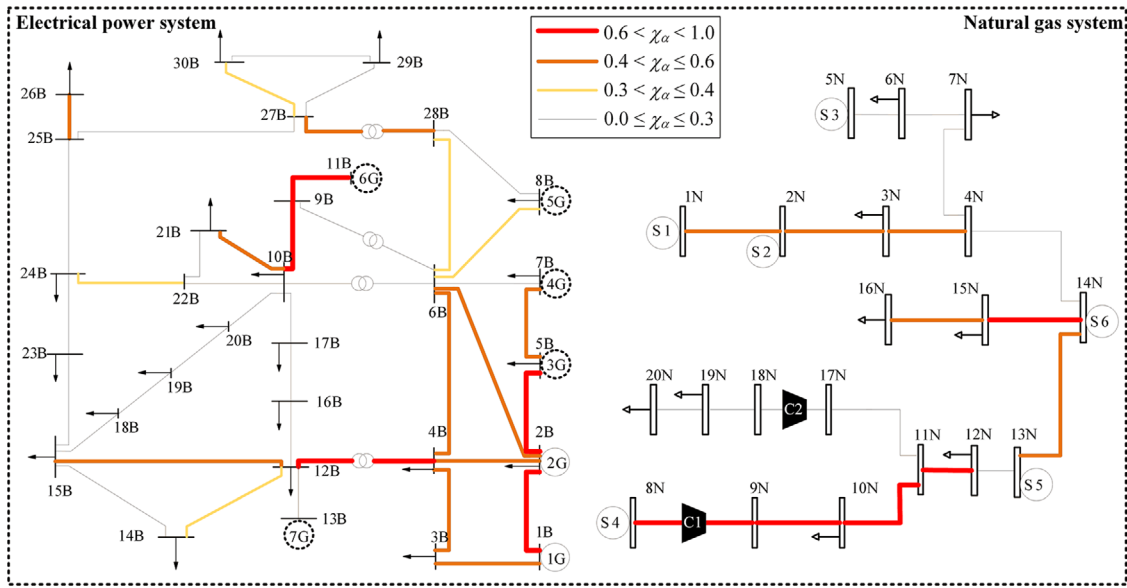 Electrical power system
Natural gas system
0.6 < χα < 1.0
0.4 < χα ≤ 0.6
0.3 < χα ≤ 0.4
0.0 ≤ χα ≤ 0.3
30B
29B
26B
27B
28B
25B
11B
6G
8B
5G
9B
21B
10B
7B
4G
24B
22B
6B
20B
5B
3G
23B
17B
19B
16B
18B
4B
2B
2G
15B
12B
13B
7G
14B
3B
1B
1G
5N
6N
7N
S 3
1N
2N
3N
4N
S 1
S 2
14N
16N
15N
S 6
20N
19N
18N
17N
C2
11N
12N
13N
S 5
8N
9N
10N
S 4
C1